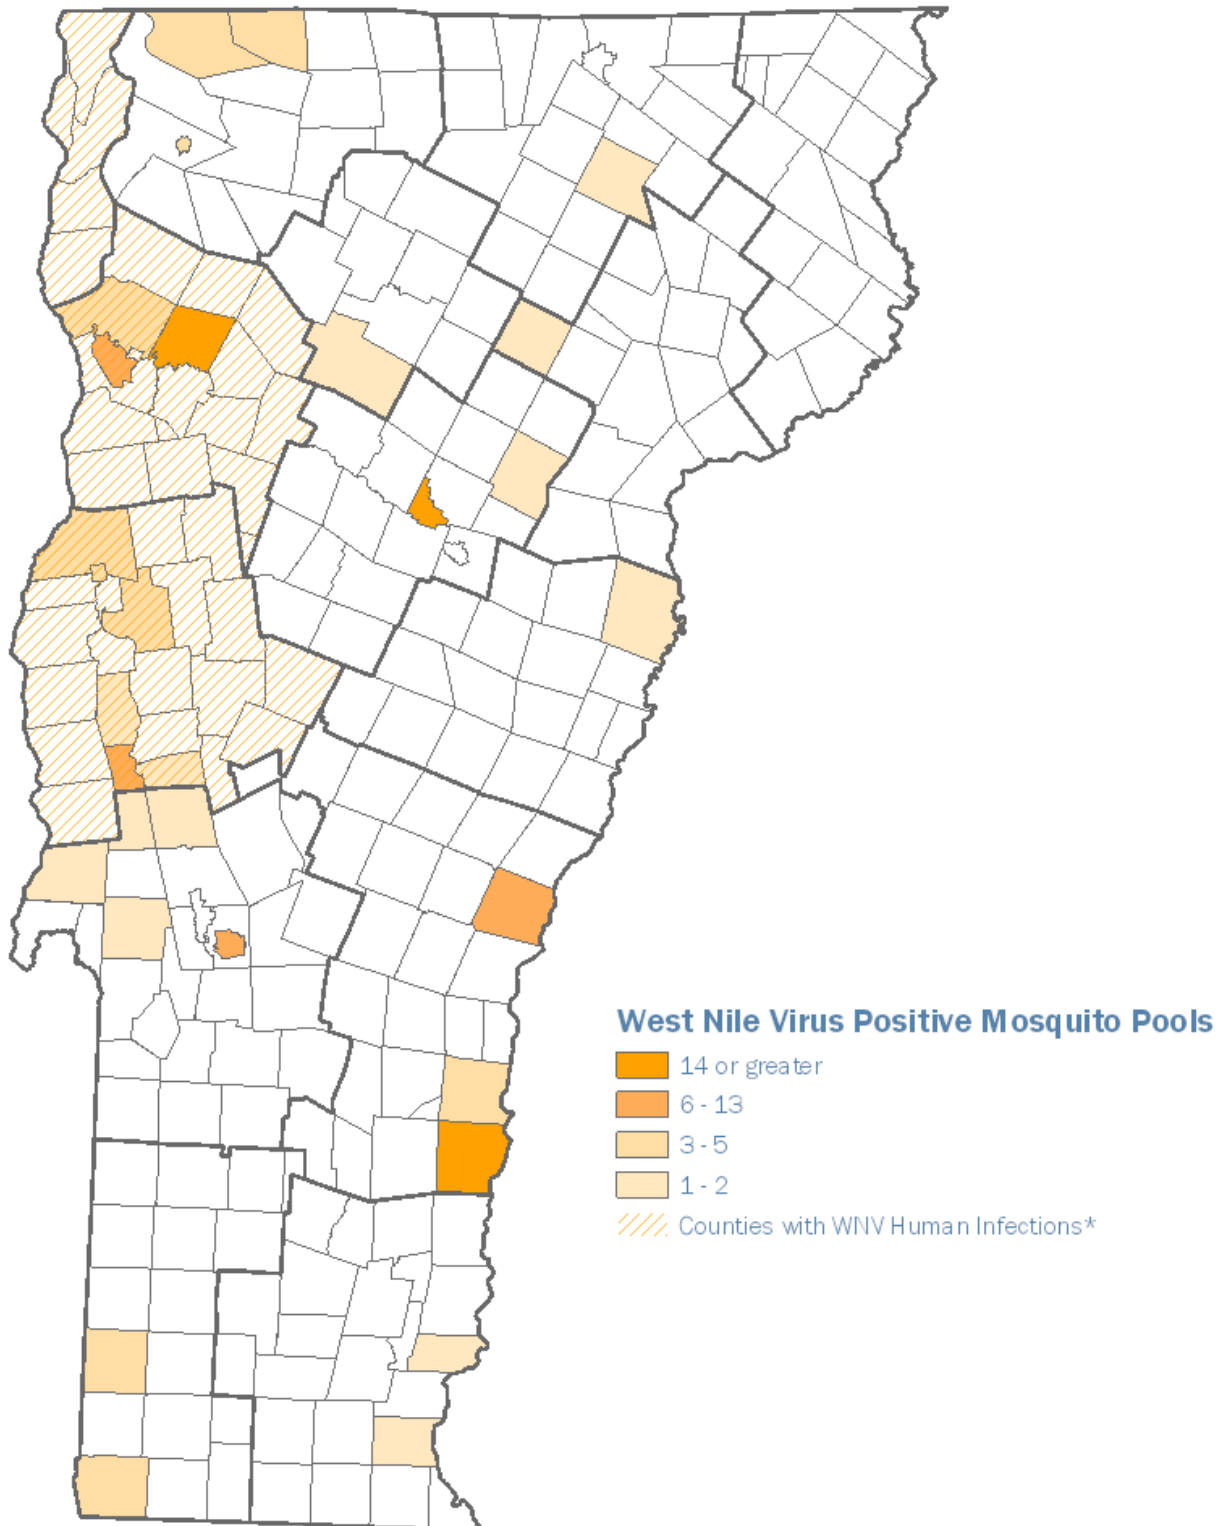 West Nile Virus Positive Mosquito Pools
14 or greater
6 - 13
3 - 5
1 - 2
Counties with WNV Human Infections*